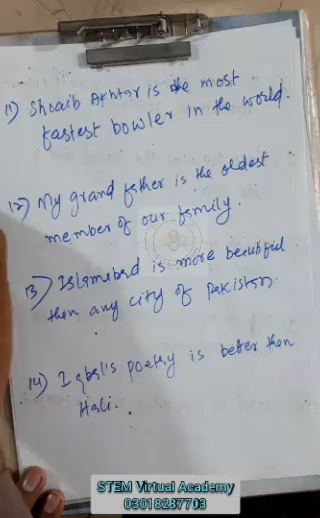 11) Shoaib Akhtar is the most
fastest bowler in the world.
12) My grand father is the oldest
member of our family.
13) Islamabad is more beautiful
than any city of Pakistan.
14) Iqbal's poetry is better than
Hali.
STEM Virtual Academy
03018287703